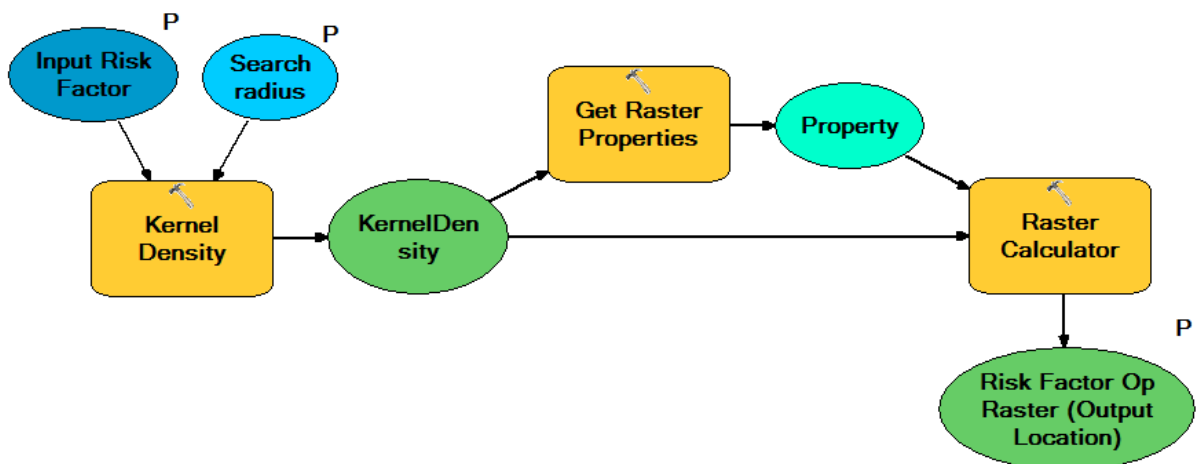 P
Input Risk
Factor
P
Search
radius
Kernel
Density
KernelDen
sity
Get Raster
Properties
Property
Raster
Calculator
P
Risk Factor Op
Raster (Output
Location)